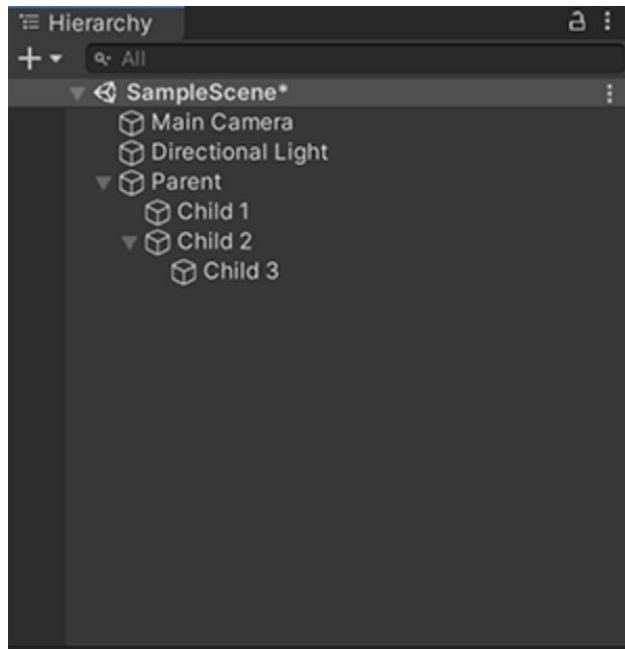 Hierarchy
All
SampleScene*
Main Camera
Directional Light
Parent
Child 1
Child 2
Child 3